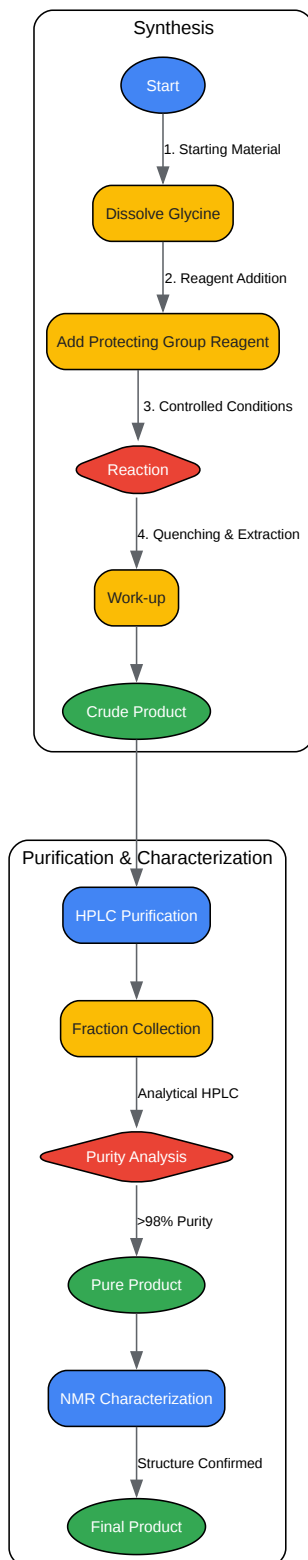 Synthesis
Start
1. Starting Material
Dissolve Glycine
2. Reagent Addition
Add Protecting Group Reagent
3. Controlled Conditions
Reaction
4. Quenching & Extraction
Work-up
Crude Product
Purification & Characterization
HPLC Purification
Fraction Collection
Analytical HPLC
Purity Analysis
>98% Purity
Pure Product
NMR Characterization
Structure Confirmed
Final Product